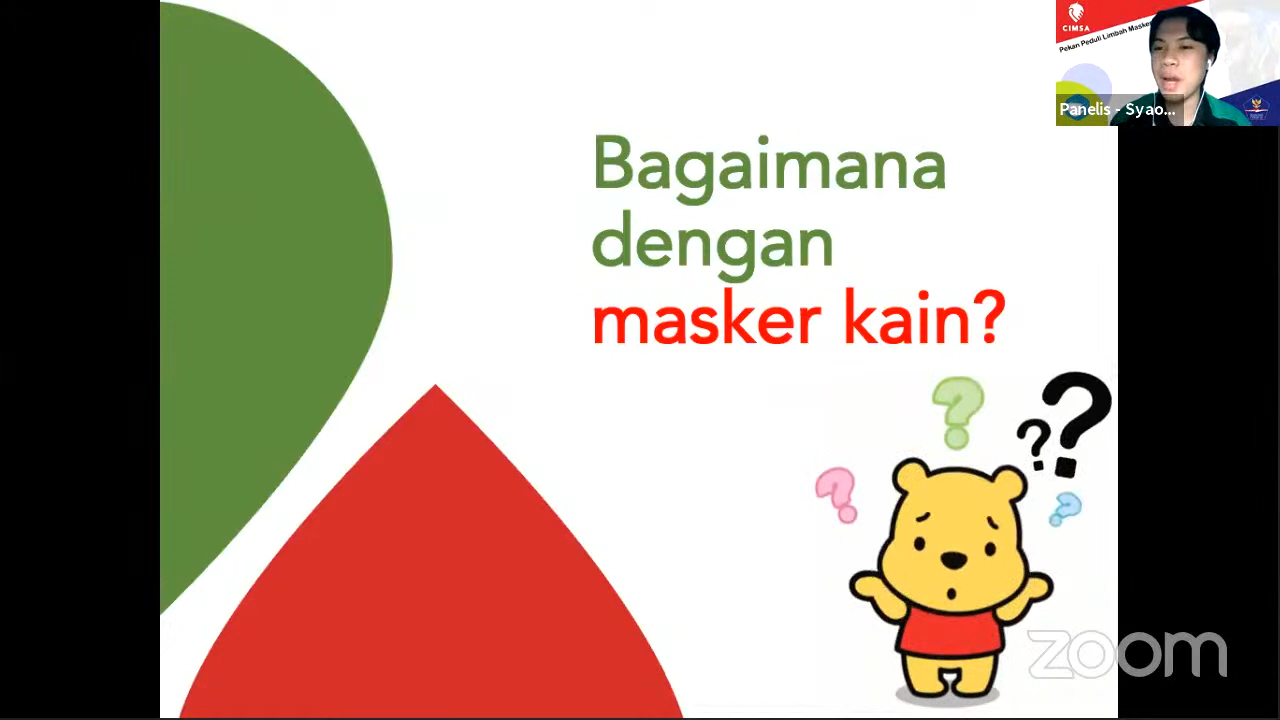 Bagaimana
dengan
masker kain?
CIMSA
Pekan Peduli Limbah Masker
Panelis - Syao...
zoom